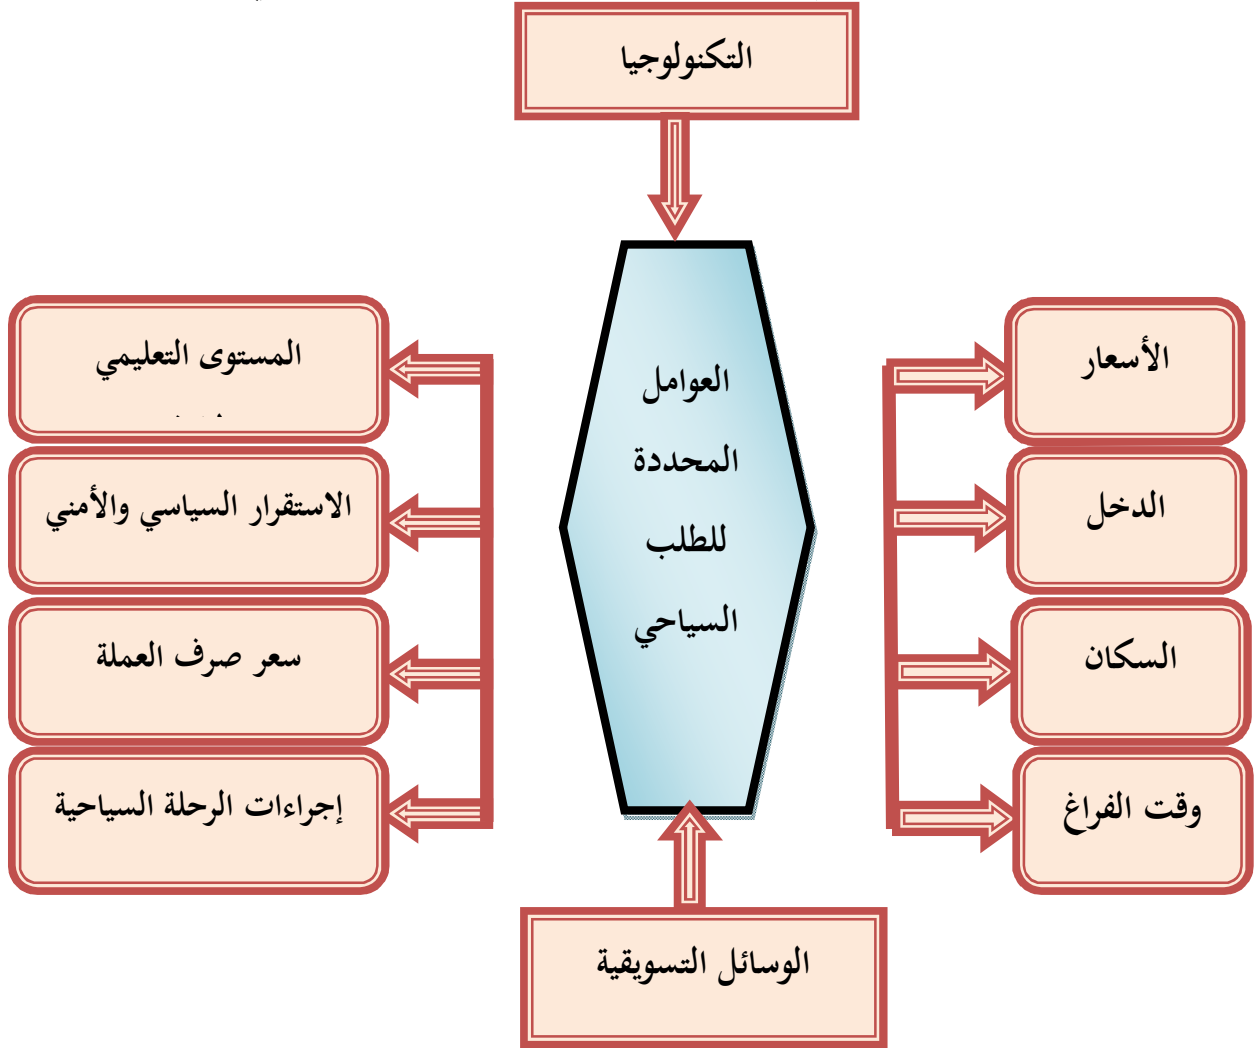 التكنولوجيا
العوامل
المحددة
للطلب
السياحي
الأسعار
الدخل
السكان
وقت الفراغ
المستوى التعليمي
الاستقرار السياسي والأمني
سعر صرف العملة
إجراءات الرحلة السياحية
الوسائل التسويقية